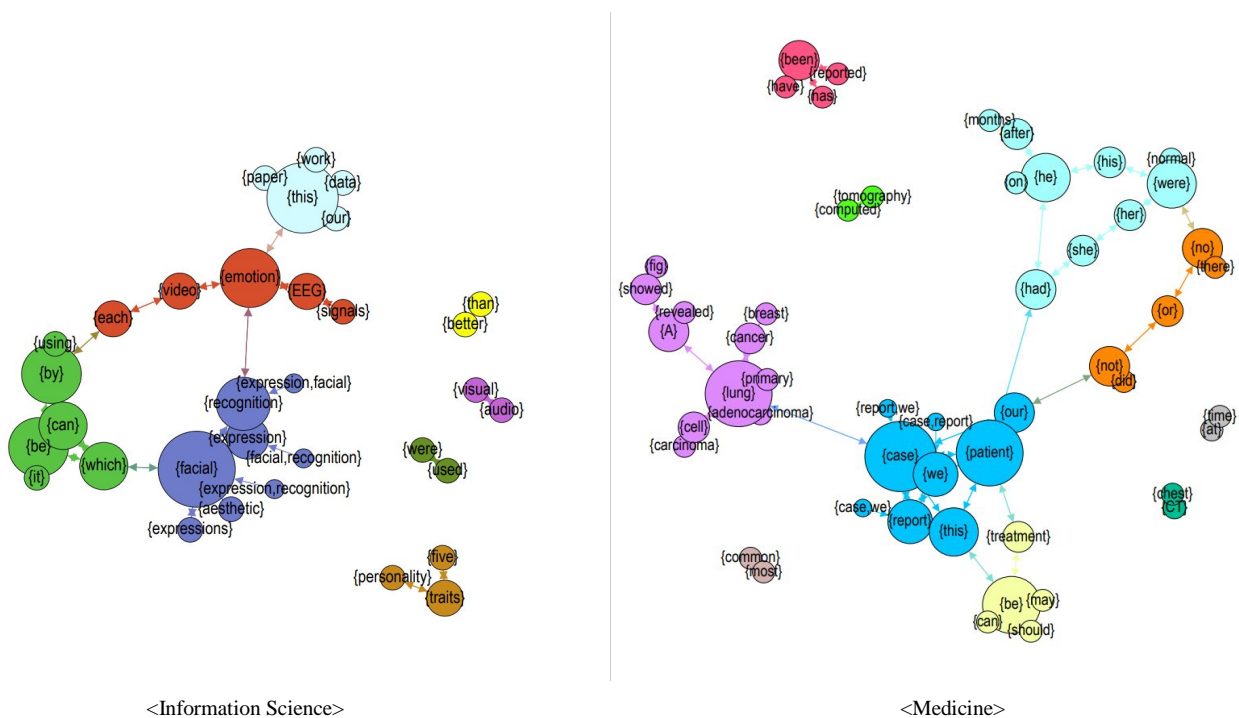 {work}
{paper}
{data}
{this}
{our}
{emotion}
{EEG}
{video}
{signals}
{each}
{than}
{better}
{using}
{by}
{expression,facial}
{recognition}
{visual}
{audio}
{can}
{expression}
{be}
{facial,recognition}
{which}
{facial}
{were}
{used}
{it}
{expression,recognition}
{aesthetic}
{expressions}
{five}
{personality}
{traits}
<Information Science>
{been}
{reported}
{have}
{has}
{months}
{after}
{his}
{normal}
{he}
{on}
{were}
{tomography}
{computed}
{her}
{she}
{no}
{there}
{fig}
{showed}
{had}
{revealed}
{A}
{breast}
{or}
{cancer}
{primary}
{not}
{did}
{lung}
{adenocarcinoma}
{report,we}
{case,report}
{our}
{time}
{at}
{cell}
{carcinoma}
{case}
{patient}
{we}
{chest}
{CT}
{case,we}
{report}
{this}
{treatment}
{common}
{most}
{be}
{may}
{can}
{should}
<Medicine>